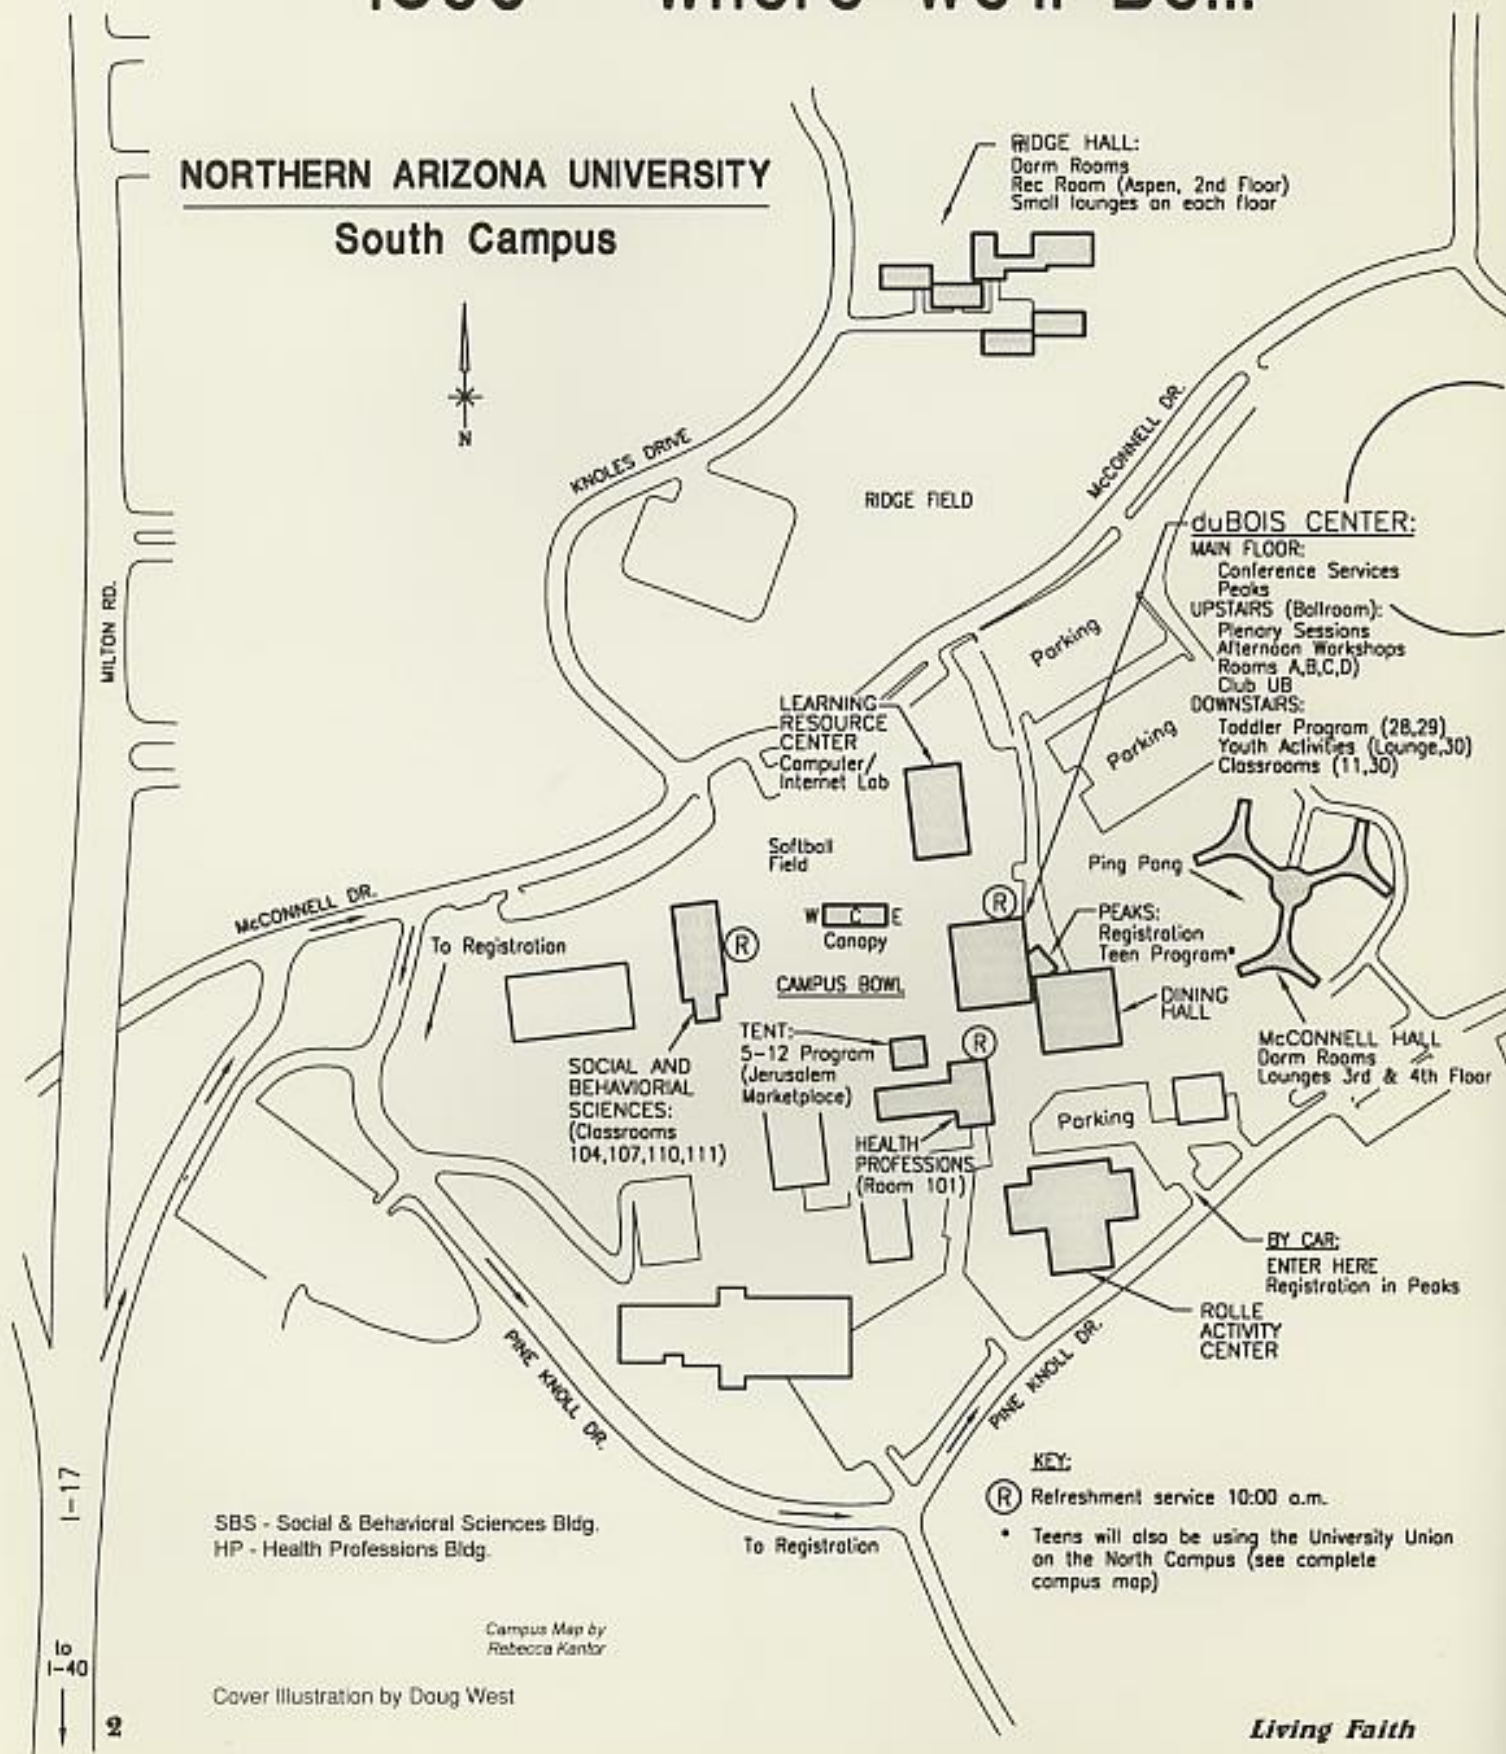 NORTHERN ARIZONA UNIVERSITY
South Campus
N
RIDGE HALL:
Dorm Rooms
Rec Room (Aspen, 2nd Floor)
Small lounges on each floor
KNOLES DRIVE
McCONNELL DR.
RIDGE FIELD
MILTON RD.
duBOIS CENTER:
MAIN FLOOR:
Conference Services
Peaks
UPSTAIRS (Ballroom):
Plenary Sessions
Afternoon Workshops
Rooms A,B,C,D)
Club UB
DOWNSTAIRS:
Toddler Program (28,29)
Youth Activities (Lounge,30)
Classrooms (11,30)
Parking
Parking
LEARNING
RESOURCE
CENTER
Computer/
Internet Lab
Softball
Field
Ping Pong
McCONNELL DR.
To Registration
R
W C E
Canopy
CAMPUS BOWL
R
PEAKS:
Registration
Teen Program*
DINING
HALL
McCONNELL HALL
Dorm Rooms
Lounges 3rd & 4th Floor
TENT:
5-12 Program
(Jerusalem
Marketplace)
R
SOCIAL AND
BEHAVIORIAL
SCIENCES:
(Classrooms
104,107,110,111)
HEALTH
PROFESSIONS
(Room 101)
Parking
BY CAR:
ENTER HERE
Registration in Peaks
ROLLE
ACTIVITY
CENTER
PINE KNOLL DR.
PINE KNOLL DR.
To Registration
KEY:
R Refreshment service 10:00 a.m.
* Teens will also be using the University Union
on the North Campus (see complete
campus map)
I-17
to
I-40
SBS - Social & Behavioral Sciences Bldg.
HP - Health Professions Bldg.
Campus Map by
Rebecca Kantor
Cover Illustration by Doug West
2
Living Faith